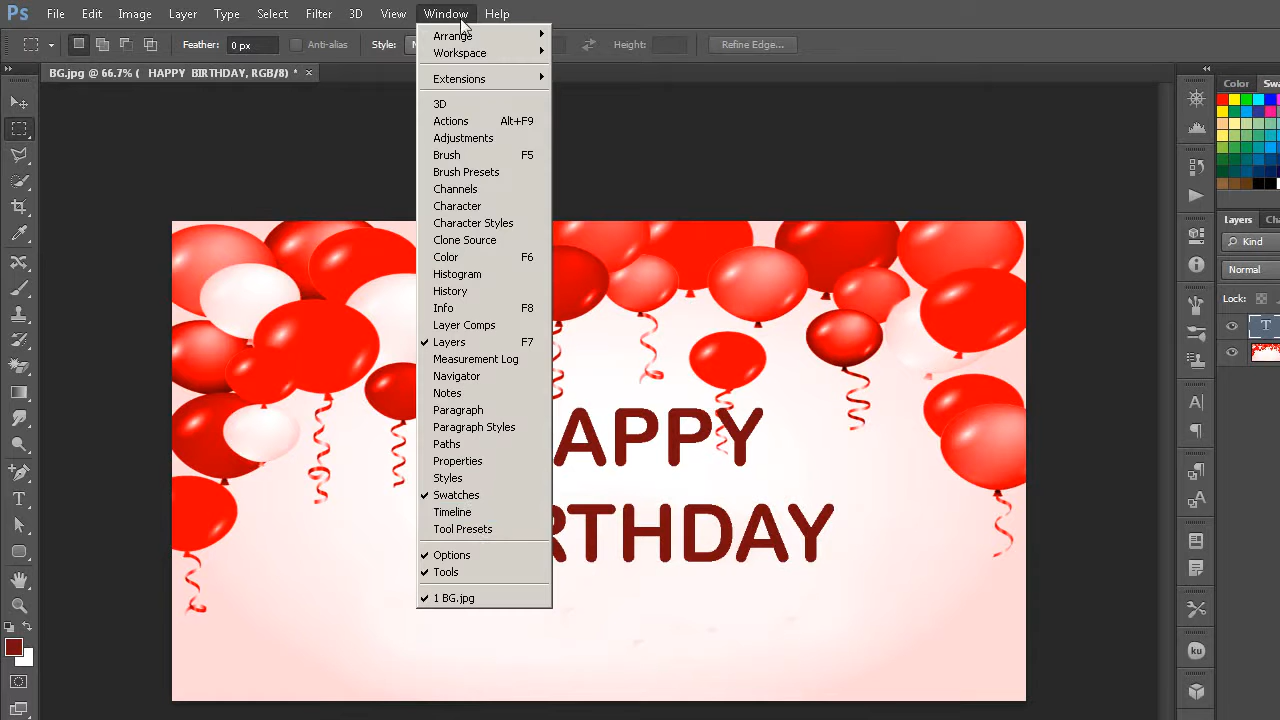 Ps File Edit Image Layer Type Select Filter 3D View Window Help
Feather: 0 px Anti-alias Style: Height: Refine Edge...
BG.jpg @ 66.7% ( HAPPY BIRTHDAY, RGB/8) * ×
Arrange
Workspace
Extensions
3D
Actions Alt+F9
Adjustments
Brush F5
Brush Presets
Channels
Character
Character Styles
Clone Source
Color F6
Histogram
History
Info F8
Layer Comps
Layers F7
Measurement Log
Navigator
Notes
Paragraph
Paragraph Styles
Paths
Properties
Styles
Swatches
Timeline
Tool Presets
Options
Tools
1 BG.jpg
APPY
RTHDAY
Color Swa
Layers Cha
Kind
Normal
Lock:
T
A
ku